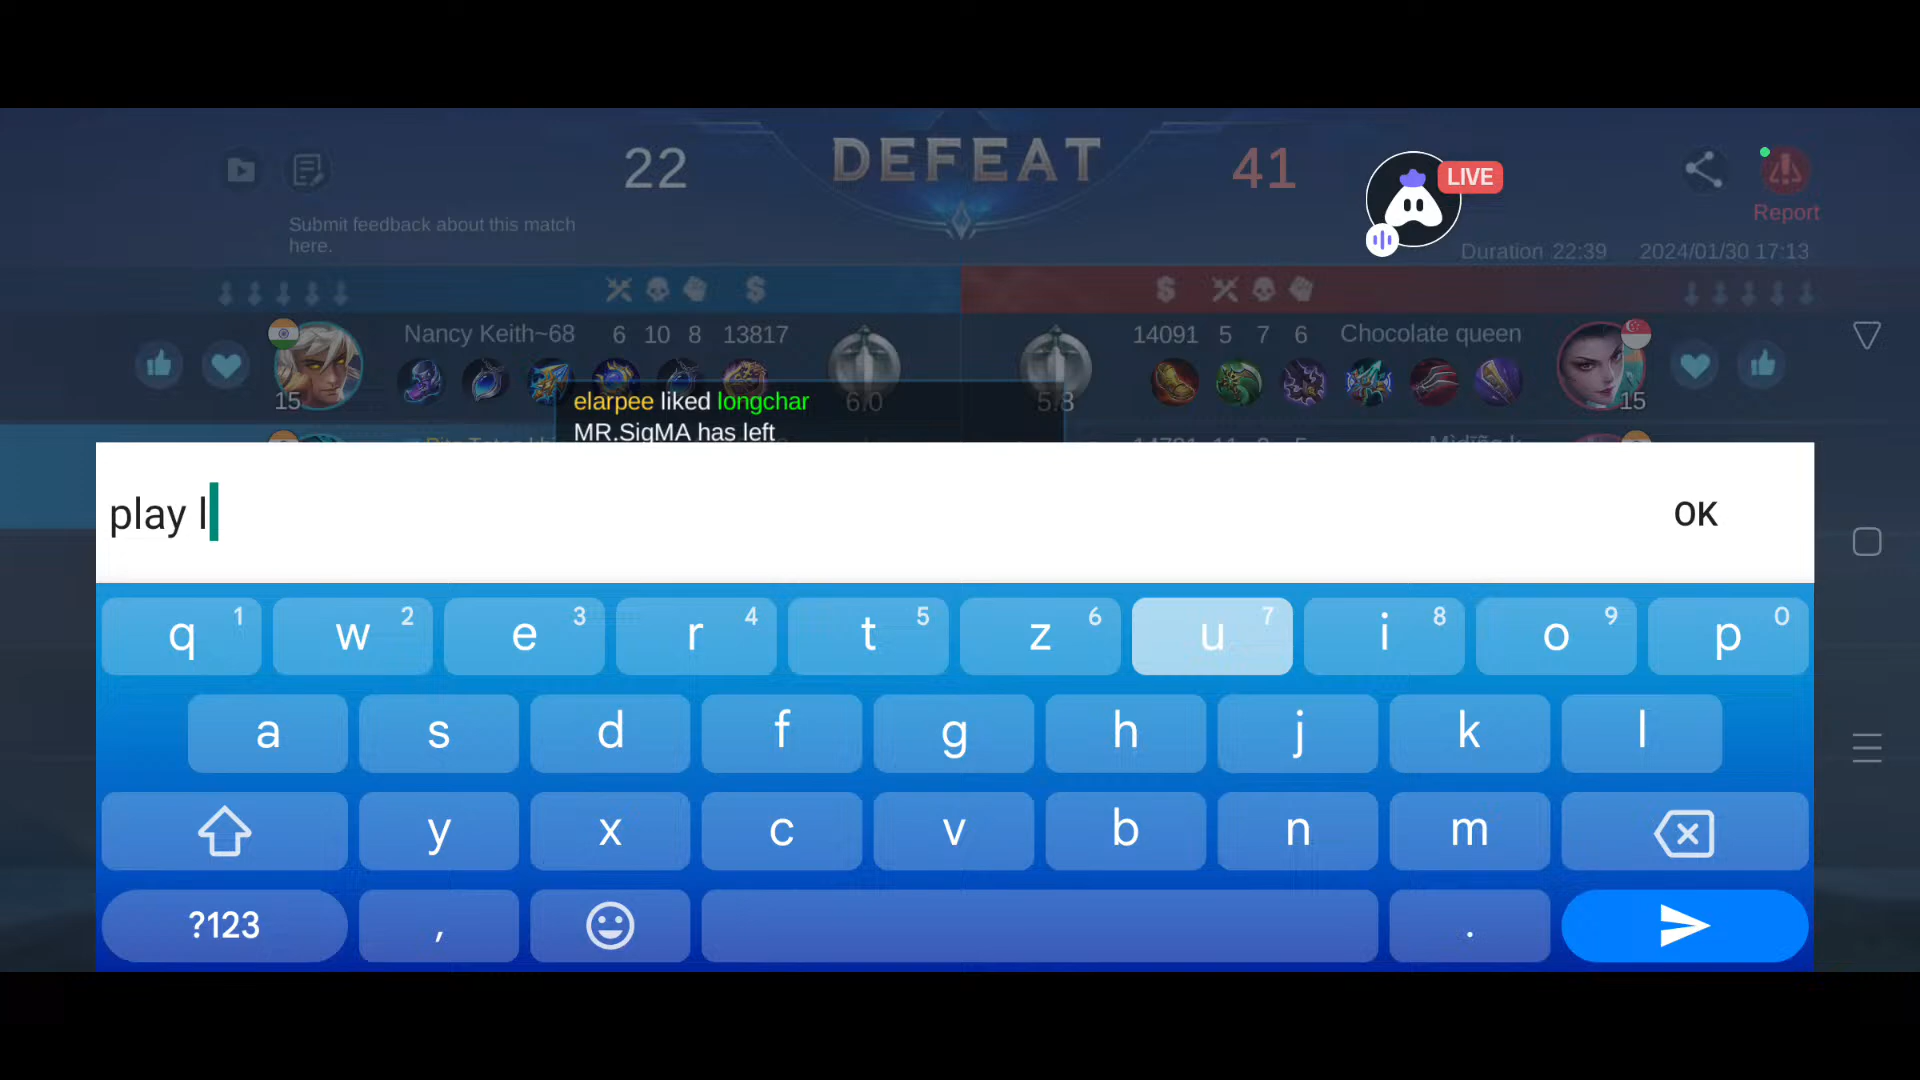 22 DEFEAT 41
LIVE
Report
Submit feedback about this match
here.
Duration 22:39 2024/01/30 17:13
Nancy Keith~68 6 10 8 13817
14091 5 7 6 Chocolate queen
15 6.0 5.8 15
elarpee liked longchar
MR.SigMA has left
play l
OK
q 1 w 2 e 3 r 4 t 5 z 6 u 7 i 8 o 9 p 0
a s d f g h j k l
y x c v b n m
?123 , .